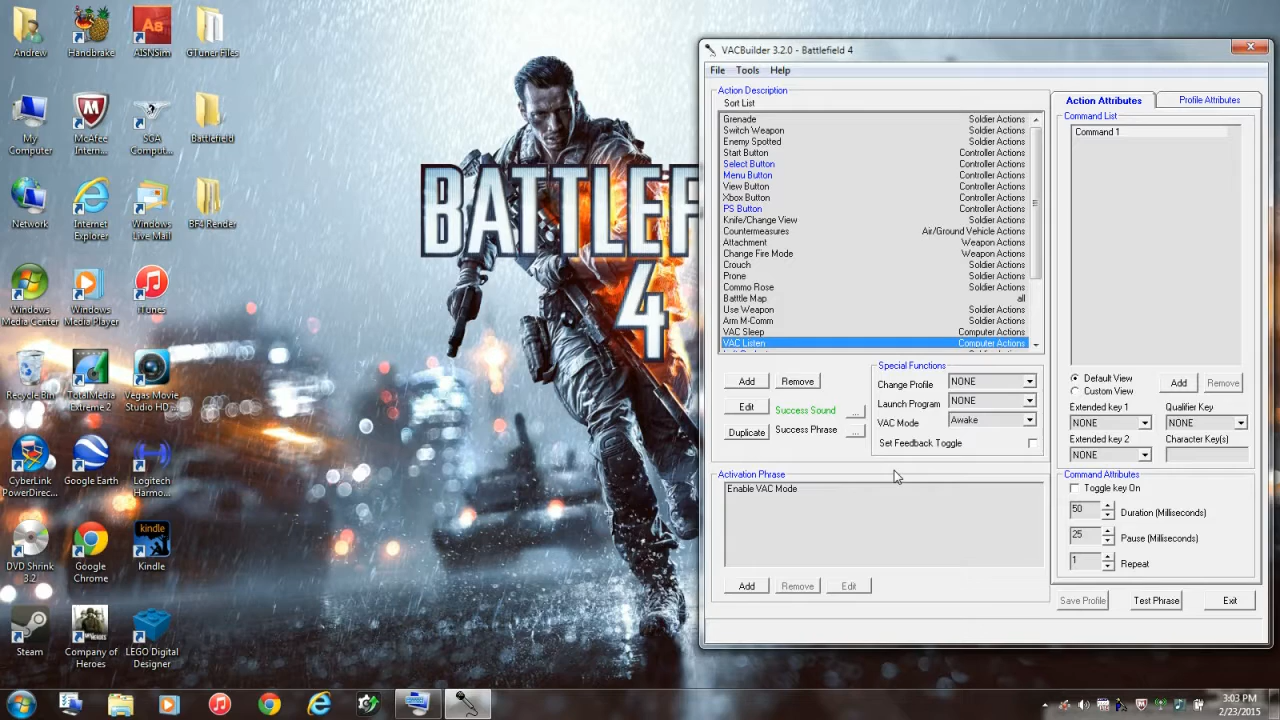 Andrew
Handbrake
AISNSim
GTuner Files
My Computer
McAfee Intern...
SGA Comput...
Battlefield
Network
Internet Explorer
Windows Live Mail
BF4 Render
Windows Media Center
Windows Media Player
iTunes
Recycle Bin
TotalMedia Extreme 2
Vegas Movie Studio HD...
CyberLink PowerDirec...
Google Earth
Logitech Harmo...
DVD Shrink 3.2
Google Chrome
kindle
Kindle
Steam
Company of Heroes
LEGO Digital Designer
BATTLEF
4
VACBuilder 3.2.0 - Battlefield 4
File Tools Help
Action Description
Sort List
Grenade Soldier Actions
Switch Weapon Soldier Actions
Enemy Spotted Soldier Actions
Start Button Controller Actions
Select Button Controller Actions
Menu Button Controller Actions
View Button Controller Actions
Xbox Button Controller Actions
PS Button Controller Actions
Knife/Change View Soldier Actions
Countermeasures Air/Ground Vehicle Actions
Attachment Weapon Actions
Change Fire Mode Weapon Actions
Crouch Soldier Actions
Prone Soldier Actions
Commo Rose Soldier Actions
Battle Map all
Use Weapon Soldier Actions
Arm M-Comm Soldier Actions
VAC Sleep Computer Actions
VAC Listen Computer Actions
Add Remove
Edit Success Sound ...
Duplicate Success Phrase ...
Special Functions
Change Profile NONE
Launch Program NONE
VAC Mode Awake
Set Feedback Toggle
Activation Phrase
Enable VAC Mode
Add Remove Edit
Action Attributes Profile Attributes
Command List
Command 1
Default View
Custom View
Add Remove
Extended key 1 Qualifier Key
NONE NONE
Extended key 2 Character Key(s)
NONE
Command Attributes
Toggle key On
50 Duration (Milliseconds)
25 Pause (Milliseconds)
1 Repeat
Save Profile Test Phrase Exit
3:03 PM
2/23/2015